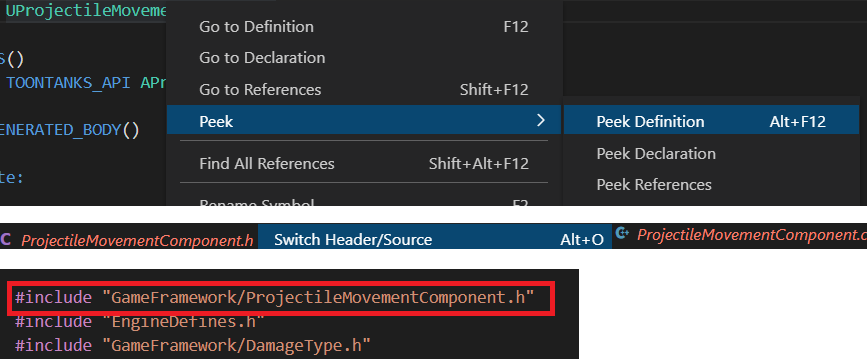 UProjectileMoveme
Go to Definition F12
S()
Go to Declaration
TOONTANKS_API APr
Go to References Shift+F12
Peek
Peek Definition Alt+F12
ENERATED_BODY()
Peek Declaration
Find All References Shift+Alt+F12
te:
Peek References
Rename Symbol F2
C ProjectileMovementComponent.h Switch Header/Source Alt+O ProjectileMovementComponent.c
#include "GameFramework/ProjectileMovementComponent.h"
#include "EngineDefines.h"
#include "GameFramework/DamageType.h"